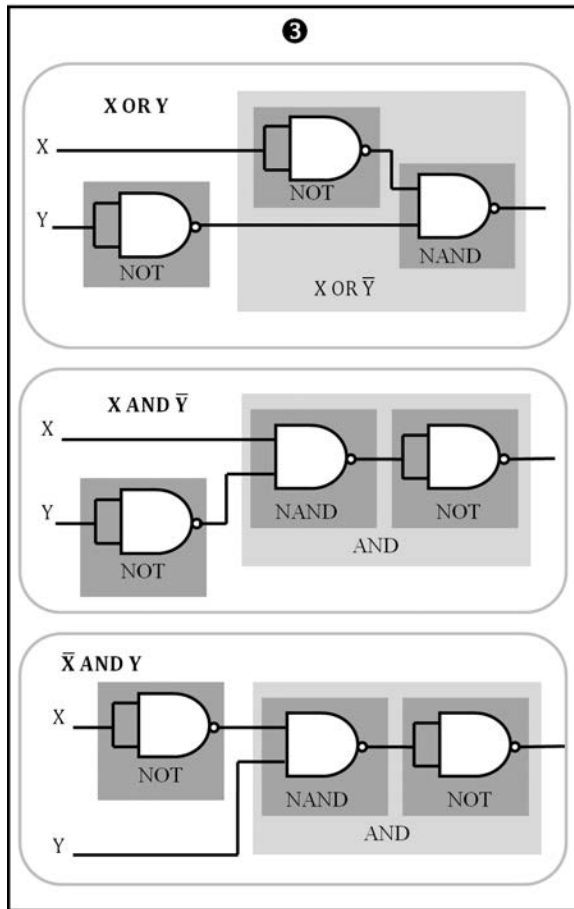 ❸
X OR Y
X
NOT
Y
NOT
NAND
X OR Y̅
X AND Y̅
X
Y
NOT
NAND
NOT
AND
X̅ AND Y
X
NOT
NAND
NOT
Y
AND